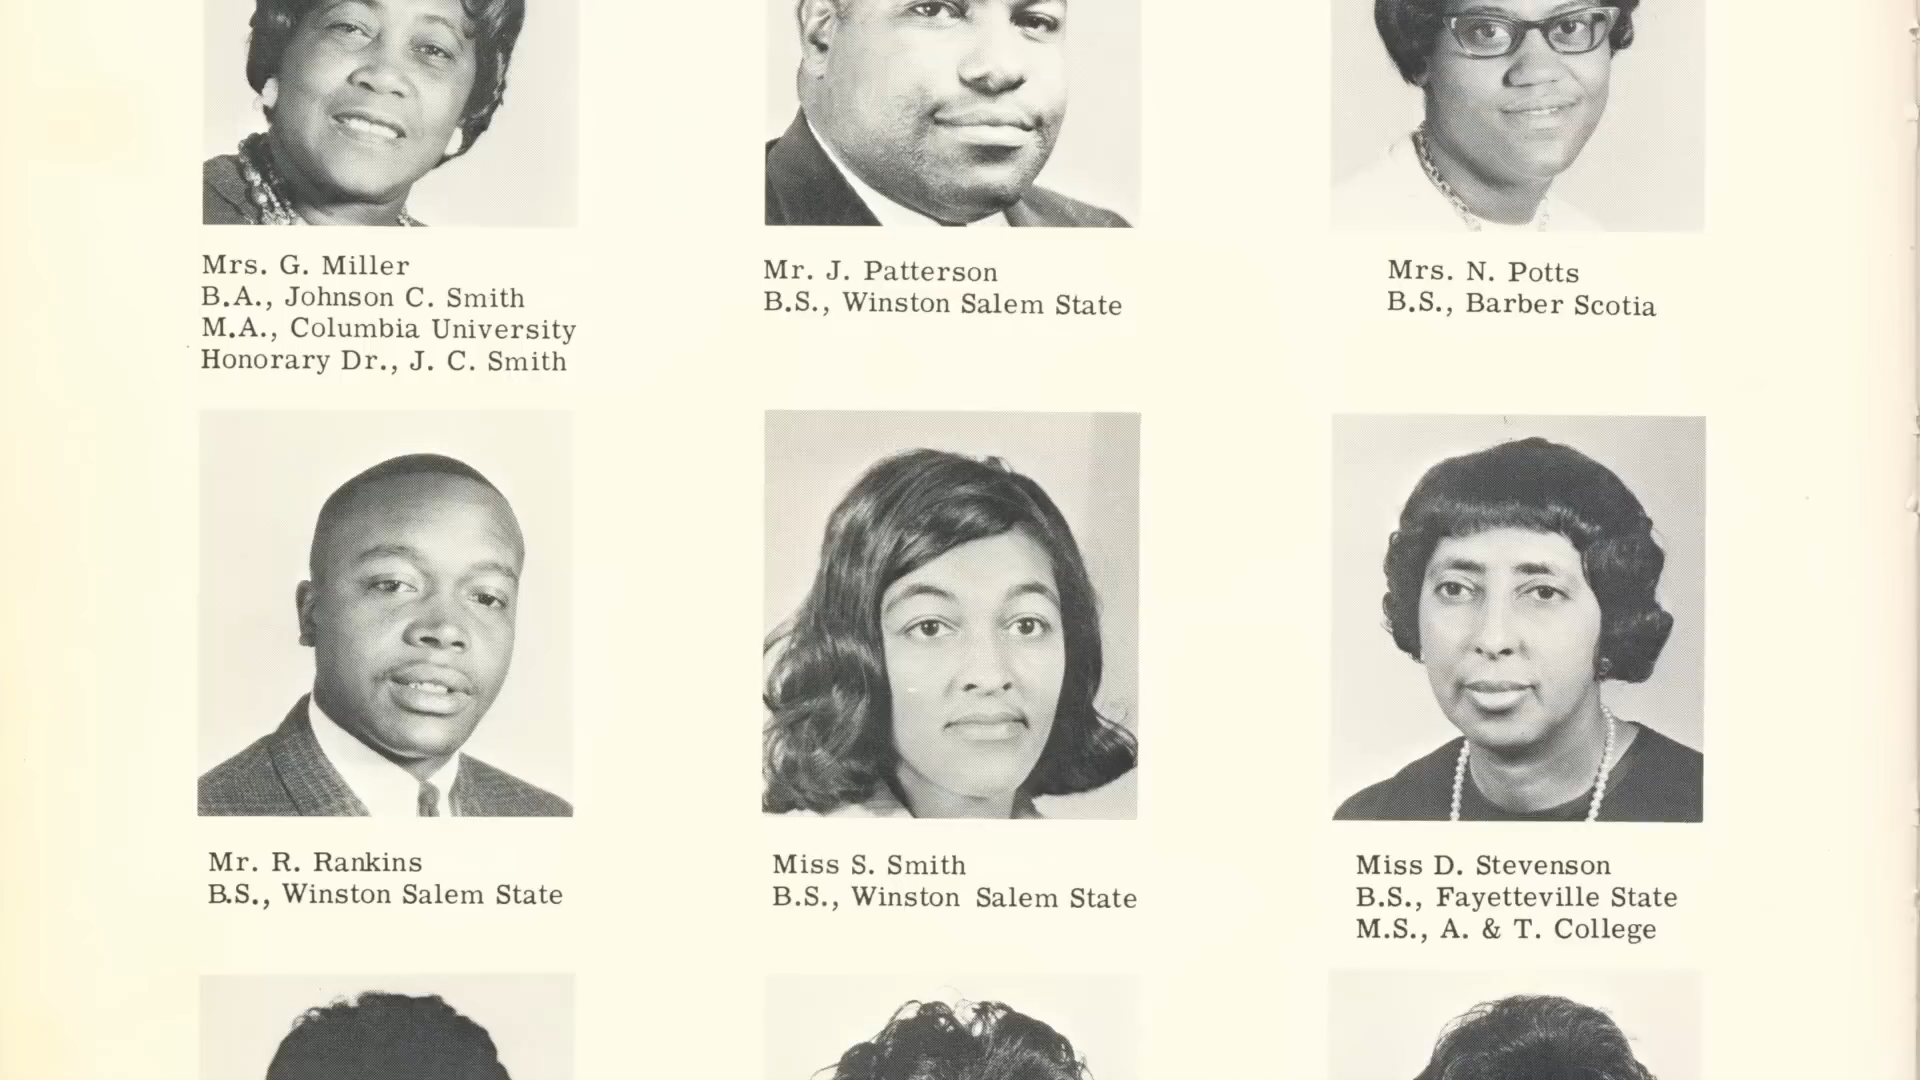 Mrs. G. Miller
B.A., Johnson C. Smith
M.A., Columbia University
Honorary Dr., J. C. Smith
Mr. J. Patterson
B.S., Winston Salem State
Mrs. N. Potts
B.S., Barber Scotia
Mr. R. Rankins
B.S., Winston Salem State
Miss S. Smith
B.S., Winston Salem State
Miss D. Stevenson
B.S., Fayetteville State
M.S., A. & T. College